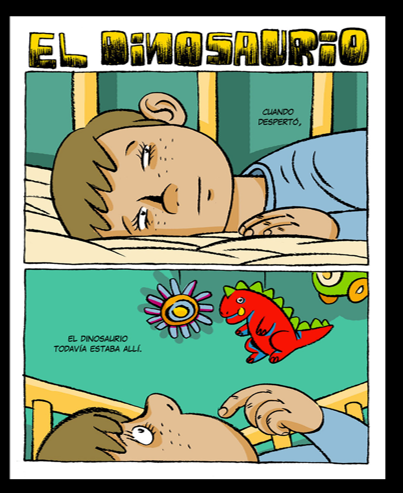 EL DINOSAURIO
CUANDO
DESPERTÓ,
EL DINOSAURIO
TODAVÍA ESTABA ALLÍ.